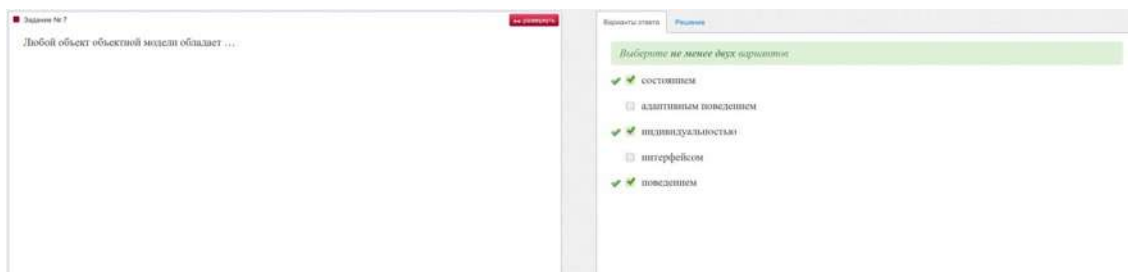 Задание № 7
развернуть
Любой объект объектной модели обладает …
Варианты ответа
Решение
Выберите не менее двух вариантов
состоянием
адаптивным поведением
индивидуальностью
интерфейсом
поведением